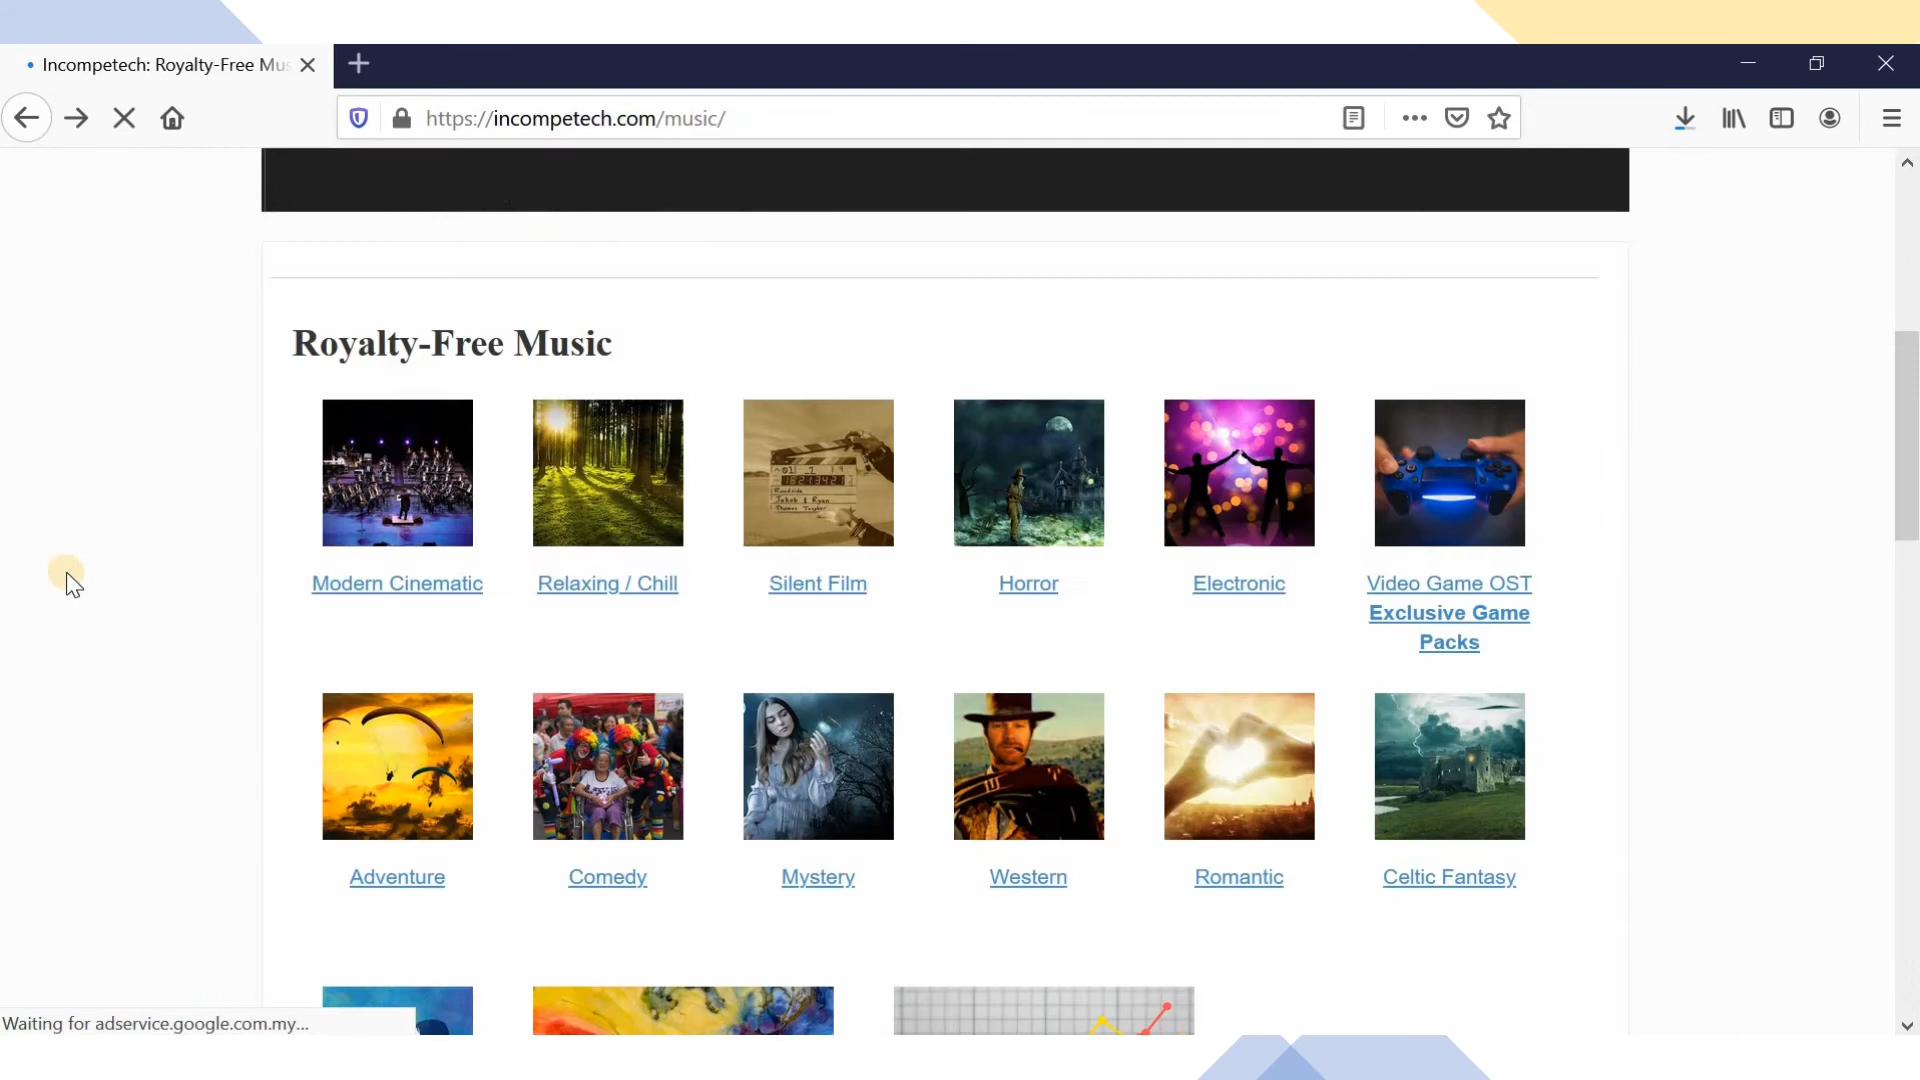 Incompetech: Royalty-Free Mus
https://incompetech.com/music/
Royalty-Free Music
Modern Cinematic
Relaxing / Chill
Silent Film
Horror
Electronic
Video Game OST
Exclusive Game
Packs
Adventure
Comedy
Mystery
Western
Romantic
Celtic Fantasy
Waiting for adservice.google.com.my...